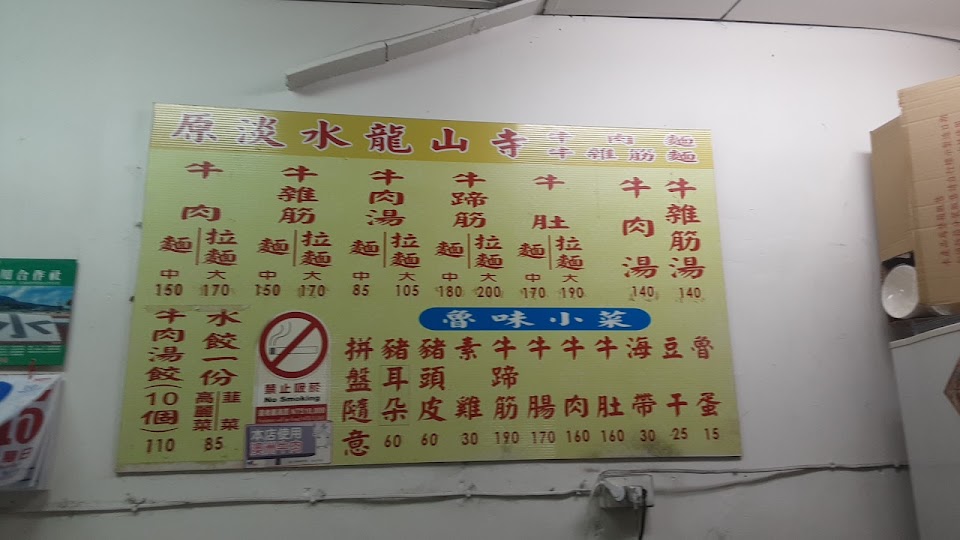 原淡水龍山寺 牛肉麵 牛雜筋麵
牛肉 麵 拉麵 中 大 150 170
牛雜筋 麵 拉麵 中 大 150 170
牛肉湯 麵 拉麵 中 大 85 105
牛蹄筋 麵 拉麵 中 大 180 200
牛肚 麵 拉麵 中 大 170 190
牛肉湯 140
牛雜筋湯 140
牛肉湯餃(10個) 110
水餃一份 高麗菜 韭菜 85
禁止吸菸
No Smoking
本店使用
魯味小菜
拼盤隨意
豬耳朵 60
豬頭皮 60
素雞 30
牛蹄筋 190
牛腸 170
牛肉 160
牛肚 160
海帶 30
豆干 25
魯蛋 15
合作社